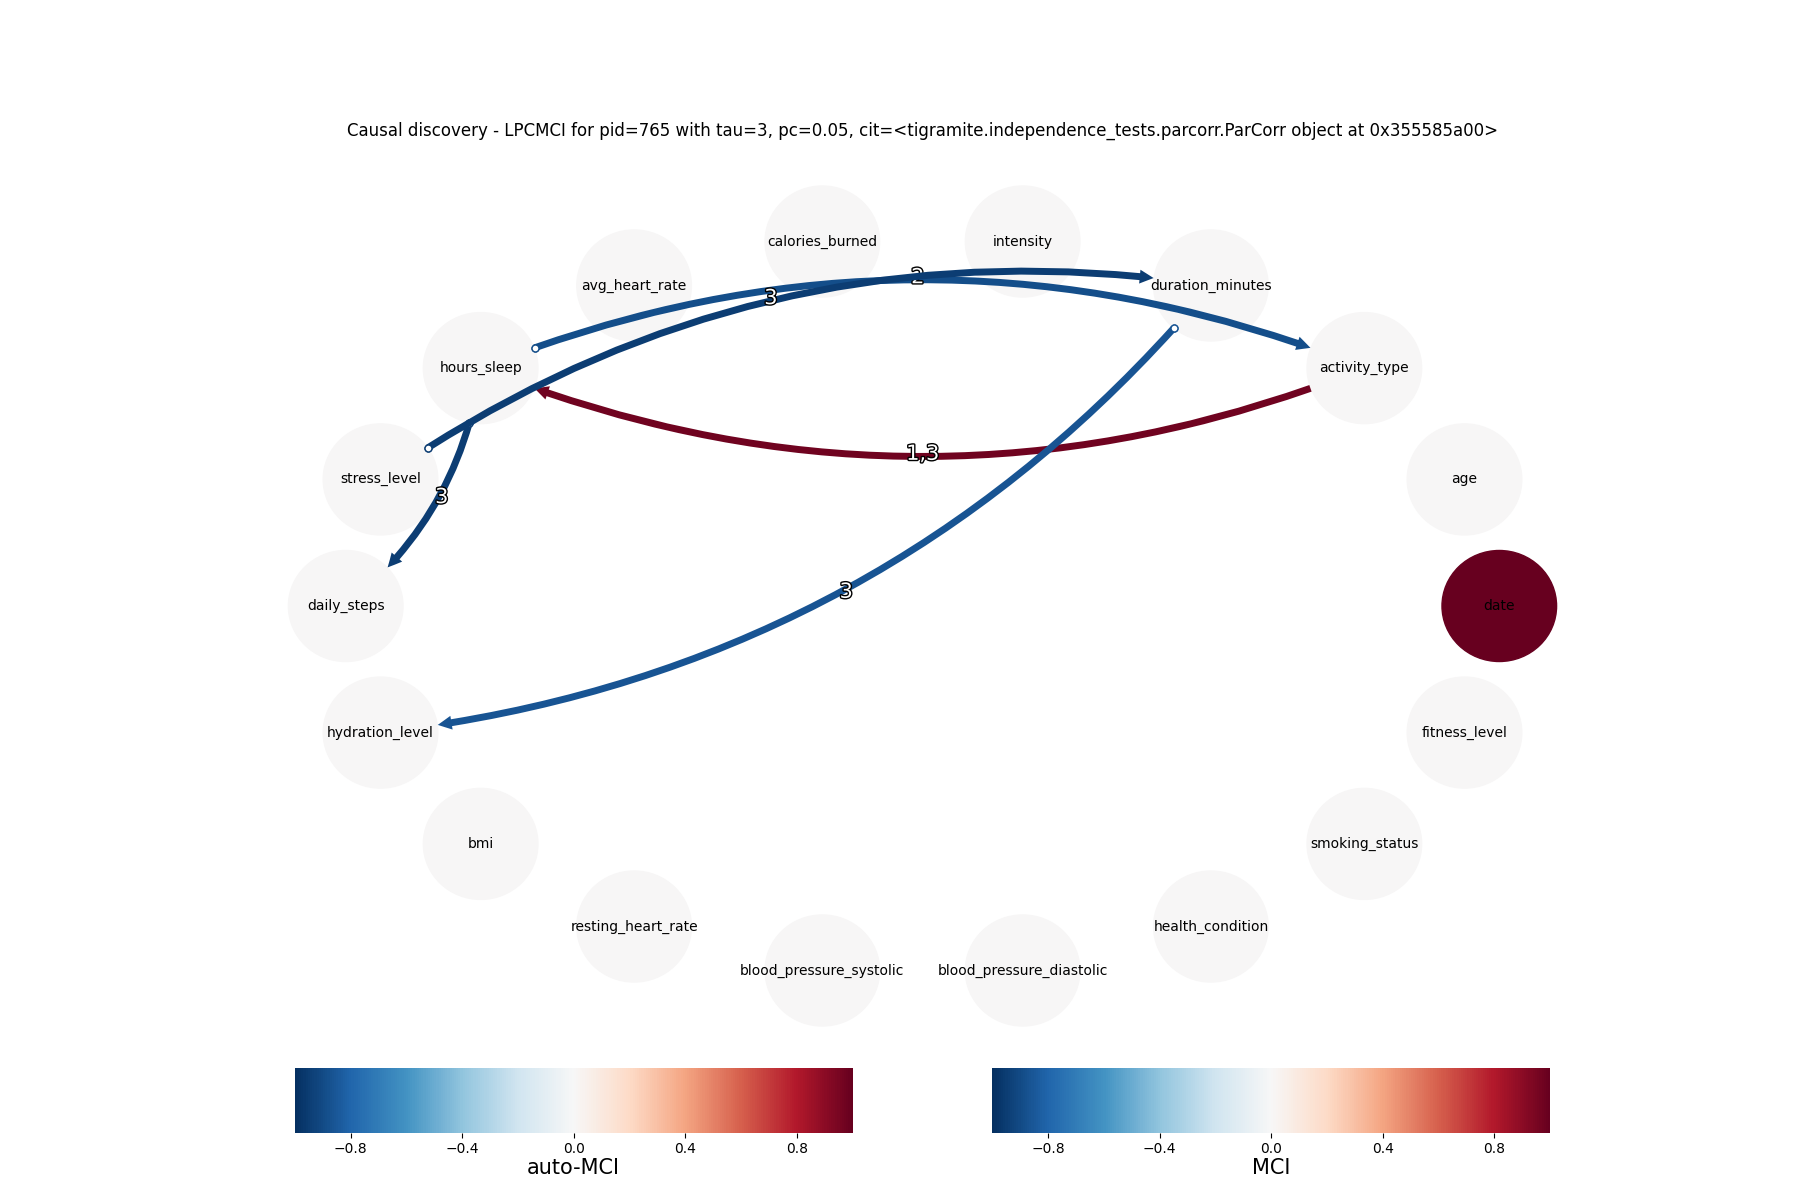 Causal discovery - LPCMCI for pid=765 with tau=3, pc=0.05, cit=<tigramite.independence_tests.parcorr.ParCorr object at 0x355585a00>
calories_burned
intensity
avg_heart_rate
2
3
duration_minutes
hours_sleep
activity_type
1,3
stress_level
3
age
3
daily_steps
date
hydration_level
fitness_level
bmi
smoking_status
resting_heart_rate
health_condition
blood_pressure_systolic
blood_pressure_diastolic
−0.8 −0.4 0.0 0.4 0.8
auto-MCI
−0.8 −0.4 0.0 0.4 0.8
MCI